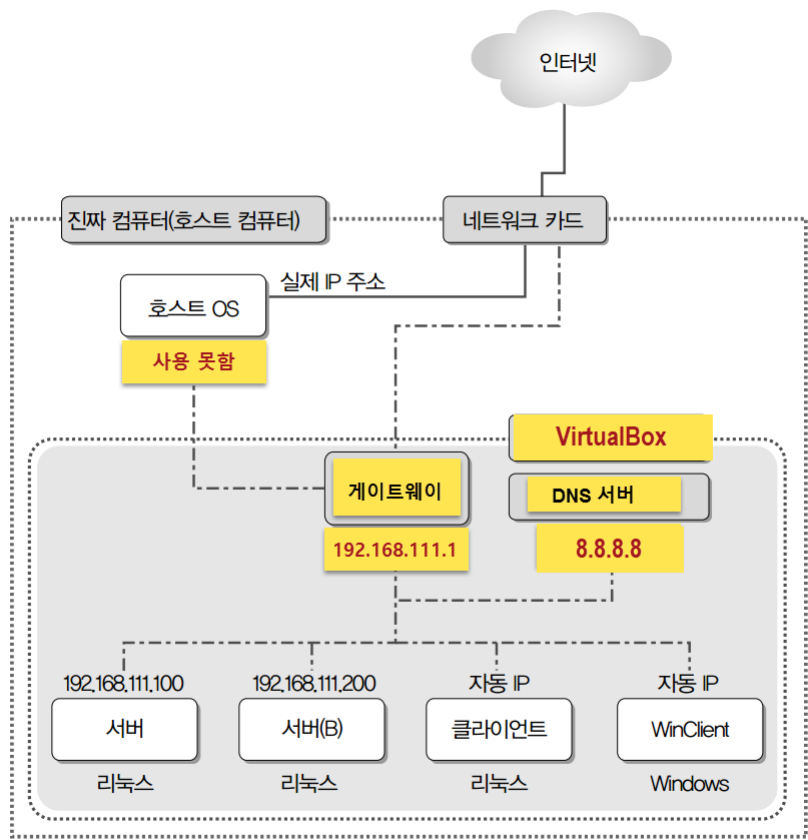 인터넷
진짜 컴퓨터(호스트 컴퓨터)
네트워크 카드
실제 IP 주소
호스트 OS
사용 못함
VirtualBox
게이트웨이
DNS 서버
192.168.111.1
8.8.8.8
192.168.111.100
192.168.111.200
자동 IP
자동 IP
서버
서버(B)
클라이언트
WinClient
리눅스
리눅스
리눅스
Windows